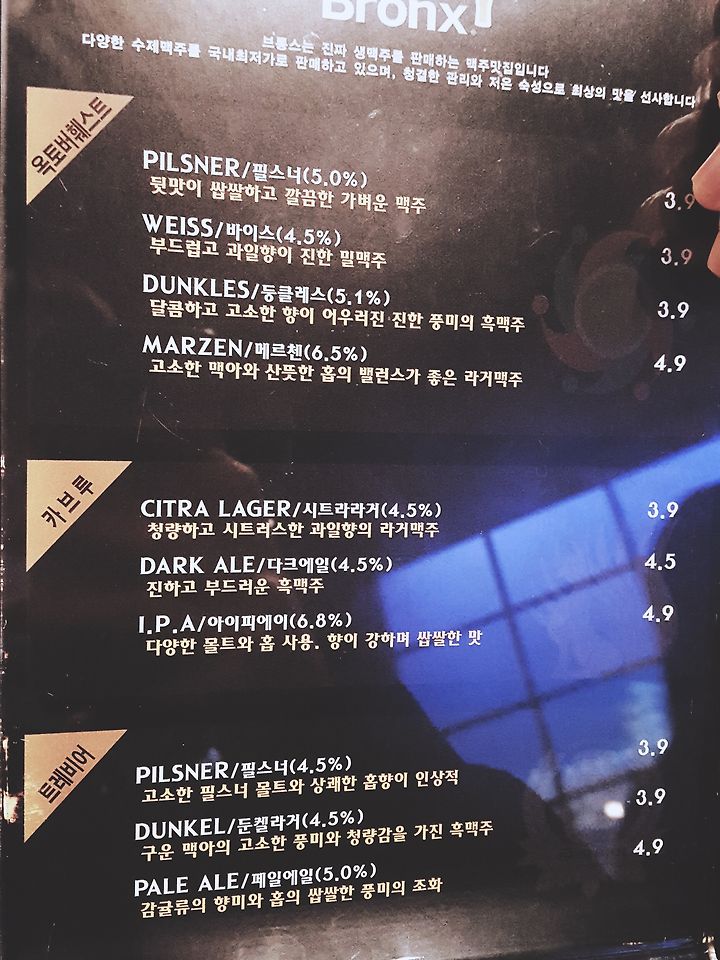 Bronx
브롱스는 진짜 생맥주를 판매하는 맥주맛집입니다
다양한 수제맥주를 국내최저가로 판매하고 있으며, 청결한 관리와 저온 숙성으로 최상의 맛을 선사합니다
옥토버훼스트
PILSNER/필스너(5.0%) 3.9
뒷맛이 쌉쌀하고 깔끔한 가벼운 맥주
WEISS/바이스(4.5%) 3.9
부드럽고 과일향이 진한 밀맥주
DUNKLES/둥클레스(5.1%) 3.9
달콤하고 고소한 향이 어우러진 진한 풍미의 흑맥주
MARZEN/메르첸(6.5%) 4.9
고소한 맥아와 산뜻한 홉의 밸런스가 좋은 라거맥주
카브루
CITRA LAGER/시트라라거(4.5%) 3.9
청량하고 시트러스한 과일향의 라거맥주
DARK ALE/다크에일(4.5%) 4.5
진하고 부드러운 흑맥주
I.P.A/아이피에이(6.8%) 4.9
다양한 몰트와 홉 사용. 향이 강하며 쌉쌀한 맛
트레비어
PILSNER/필스너(4.5%) 3.9
고소한 필스너 몰트와 상쾌한 홉향이 인상적
DUNKEL/둔켈라거(4.5%) 3.9
구운 맥아의 고소한 풍미와 청량감을 가진 흑맥주
PALE ALE/페일에일(5.0%) 4.9
감귤류의 향미와 홉의 쌉쌀한 풍미의 조화